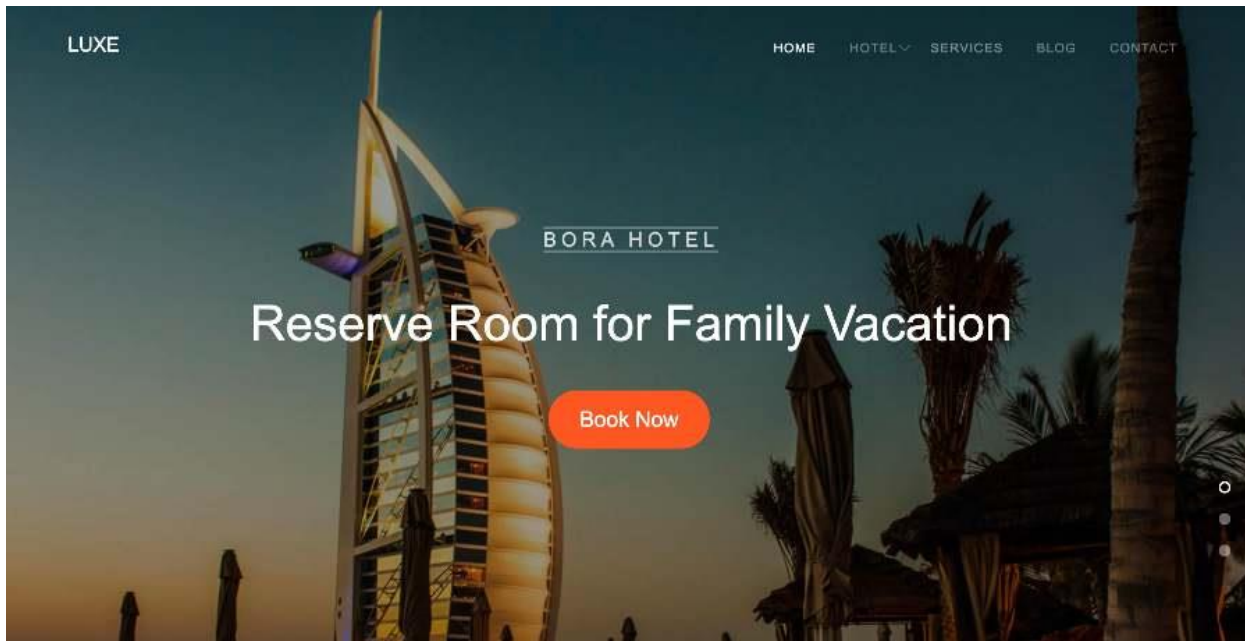 LUXE
HOME HOTEL SERVICES BLOG CONTACT
BORA HOTEL
Reserve Room for Family Vacation
Book Now